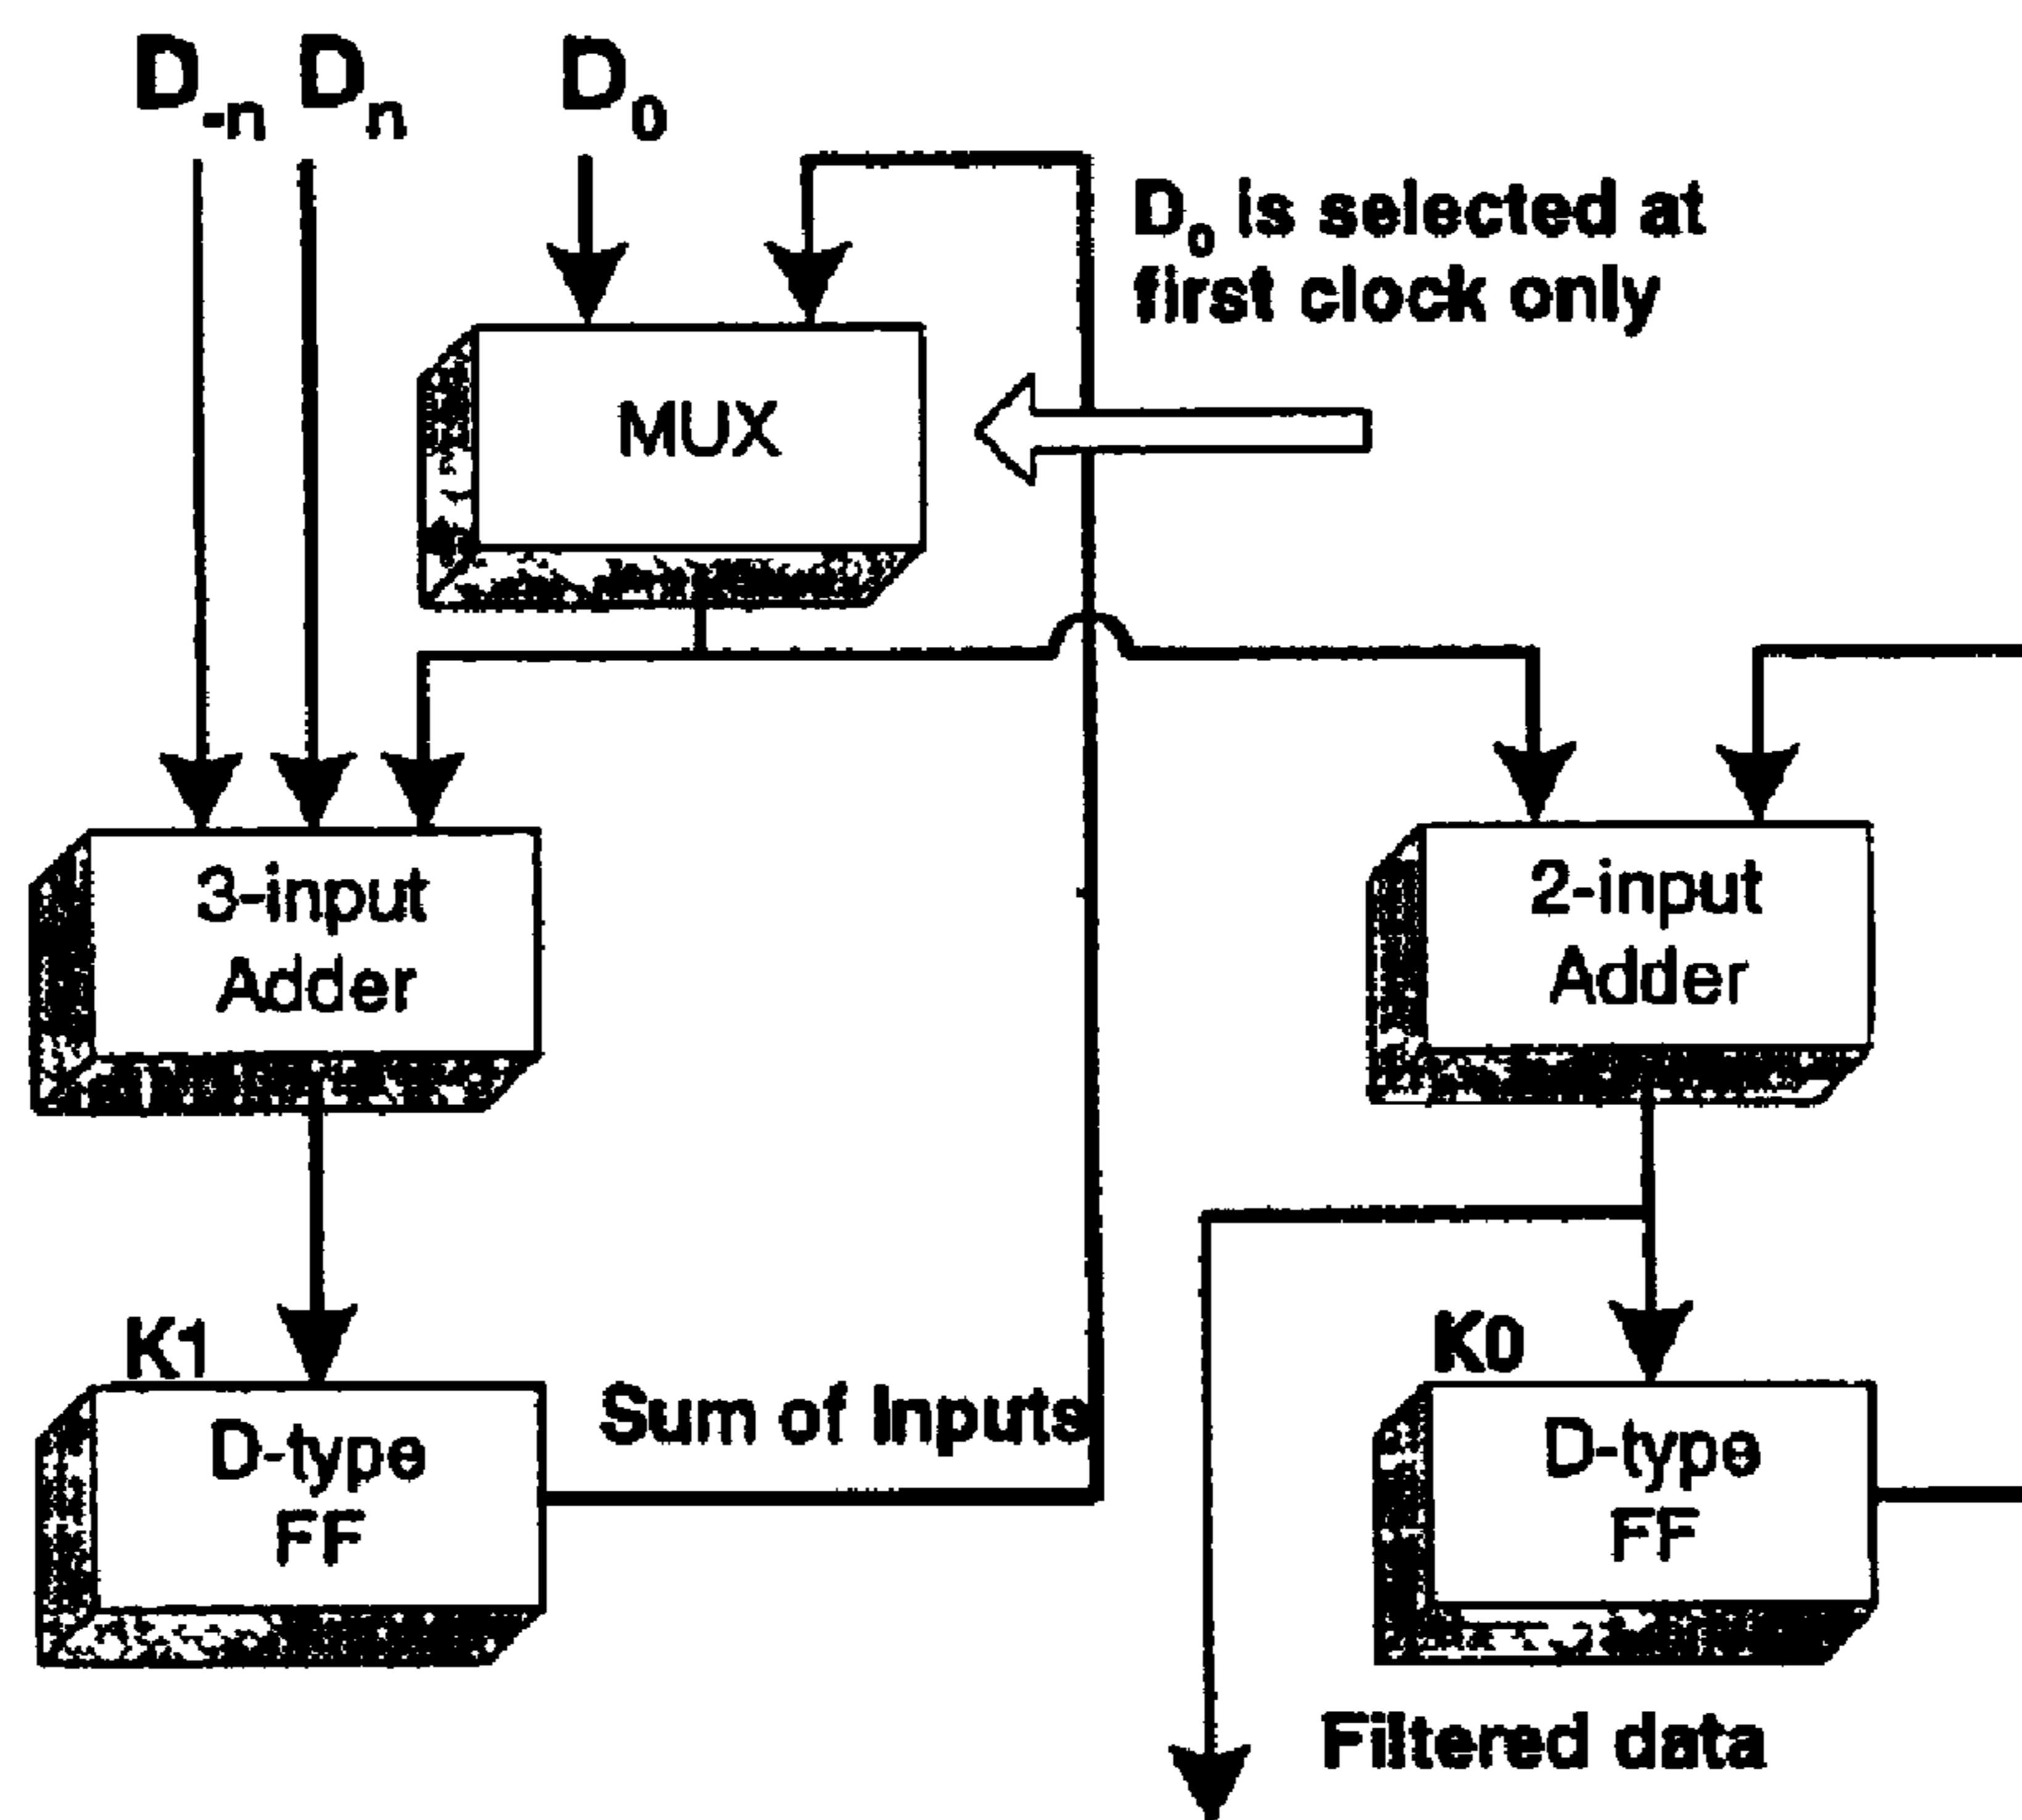 D-n Dn D0
D0 is selected at
first clock only
MUX
3-input
Adder
2-input
Adder
K1
D-type
FF
Sum of Inputs
K0
D-type
FF
Filtered data